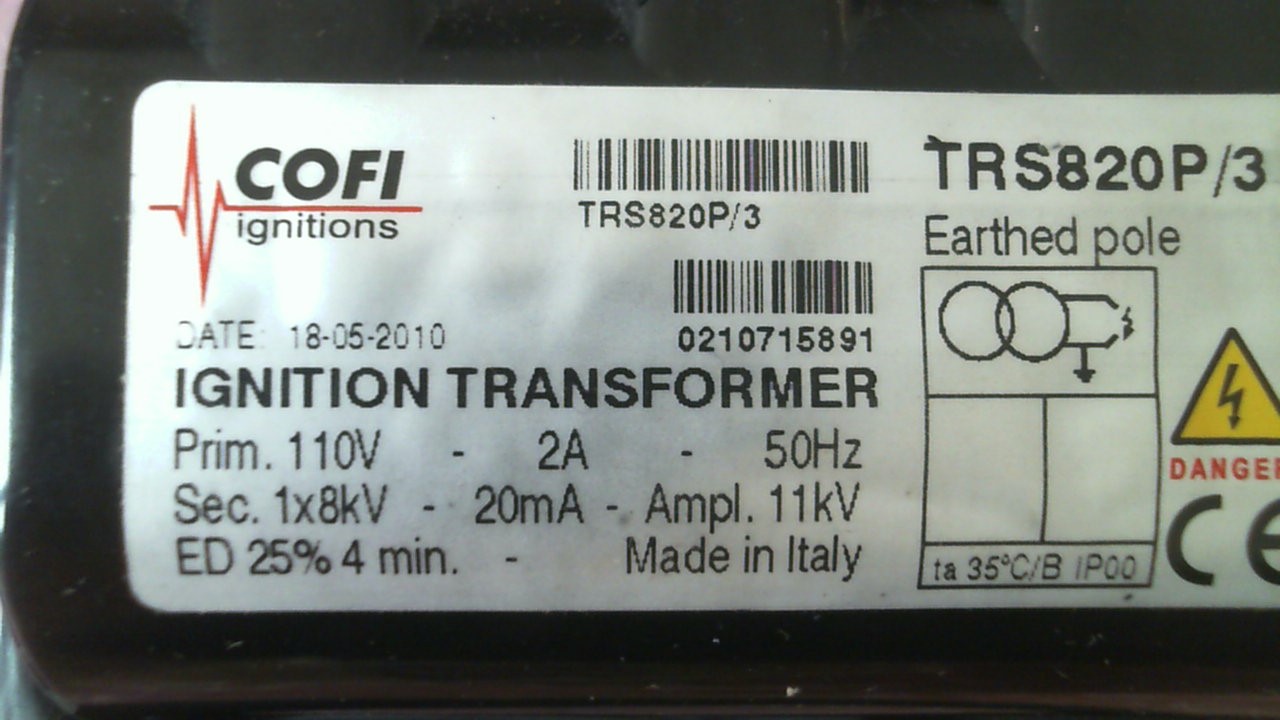 COFI
ignitions
TRS820P/3
0210715891
DATE: 18-05-2010
IGNITION TRANSFORMER
Prim. 110V - 2A - 50Hz
Sec. 1x8kV - 20mA - Ampl. 11kV
ED 25% 4 min. - Made in Italy
TRS820P/3
Earthed pole
ta 35°C/B IP00
DANGER
CE